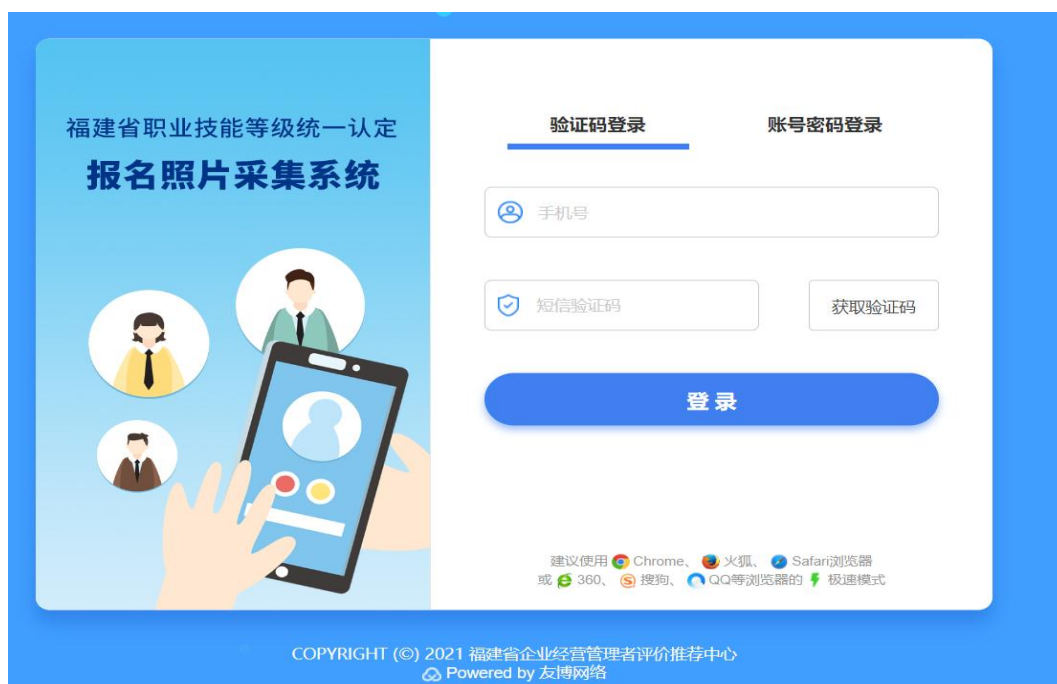 福建省职业技能等级统一认定
报名照片采集系统
验证码登录
账号密码登录
手机号
短信验证码
获取验证码
登录
建议使用 Chrome、 火狐、 Safari浏览器
或 360、 搜狗、 QQ等浏览器的 极速模式
COPYRIGHT (©) 2021 福建省企业经营管理者评价推荐中心
Powered by 友博网络